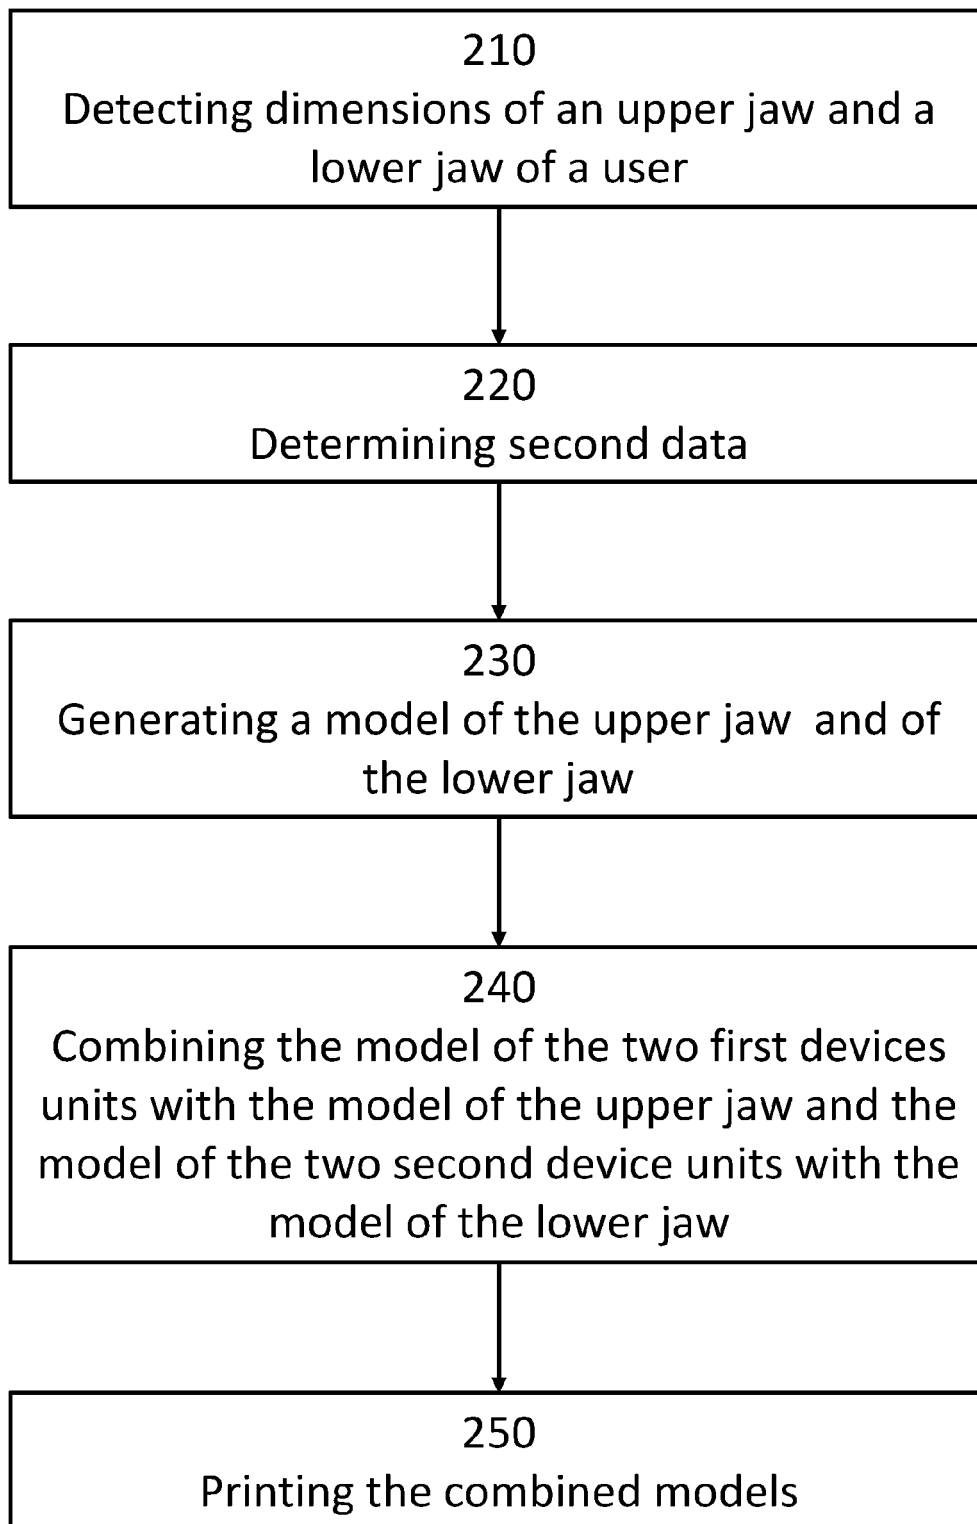 210
Detecting dimensions of an upper jaw and a
lower jaw of a user
220
Determining second data
230
Generating a model of the upper jaw  and of
the lower jaw
240
Combining the model of the two first devices
units with the model of the upper jaw and the
model of the two second device units with the
model of the lower jaw
250
Printing the combined models